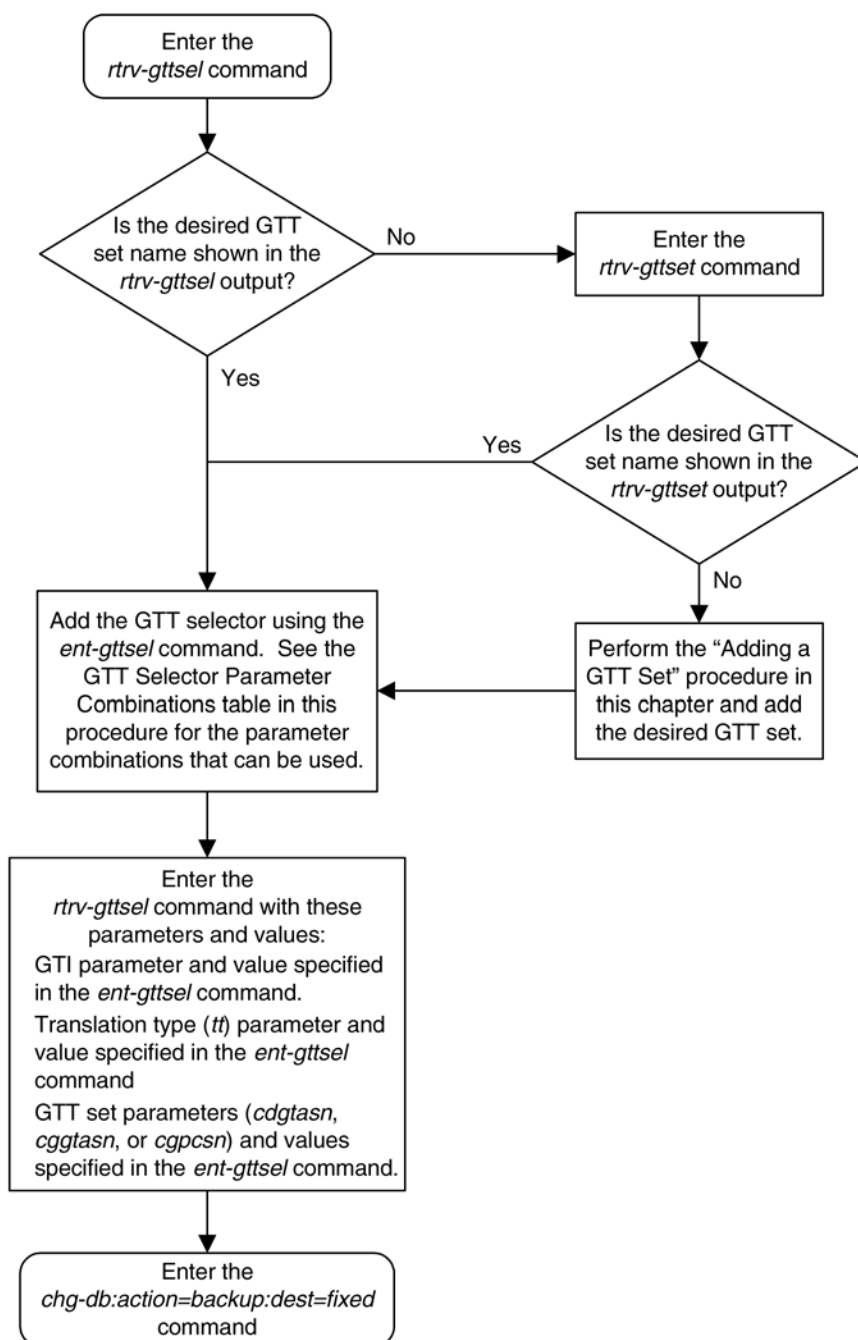 Enter the
rtrv-gttsel
command
Is the desired GTT
set name shown in the
rtrv-gttsel output?
No
Enter the
rtrv-gttset command
Yes
Yes
Is the desired GTT
set name shown in the
rtrv-gttset output?
No
Add the GTT selector using the
ent-gttsel command.  See the
GTT Selector Parameter
Combinations table in this
procedure for the parameter
combinations that can be used.
Perform the “Adding a
GTT Set” procedure in
this chapter and add
the desired GTT set.
Enter the
rtrv-gttsel command with these
parameters and values:
GTI parameter and value specified
in the ent-gttsel command.
Translation type (tt) parameter and
value specified in the ent-gttsel
command
GTT set parameters (cdgtasn,
cggtasn, or cgpcsn) and values
specified in the ent-gttsel command.
Enter the
chg-db:action=backup:dest=fixed
command